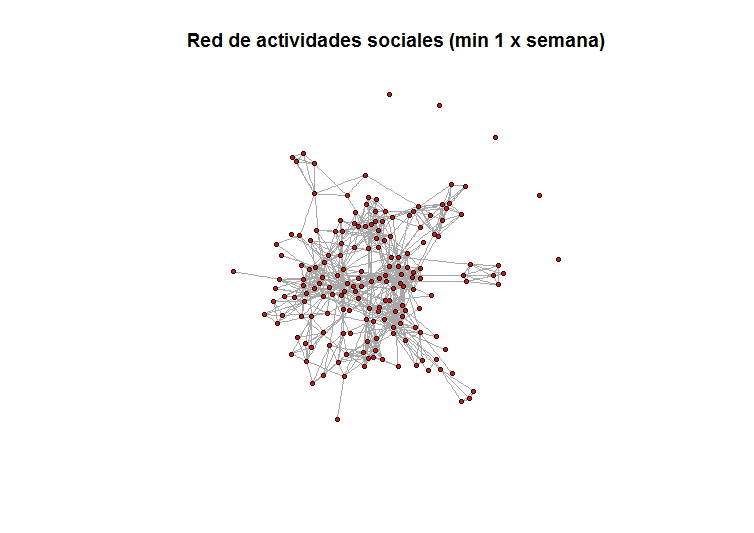 Red de actividades sociales (min 1 x semana)